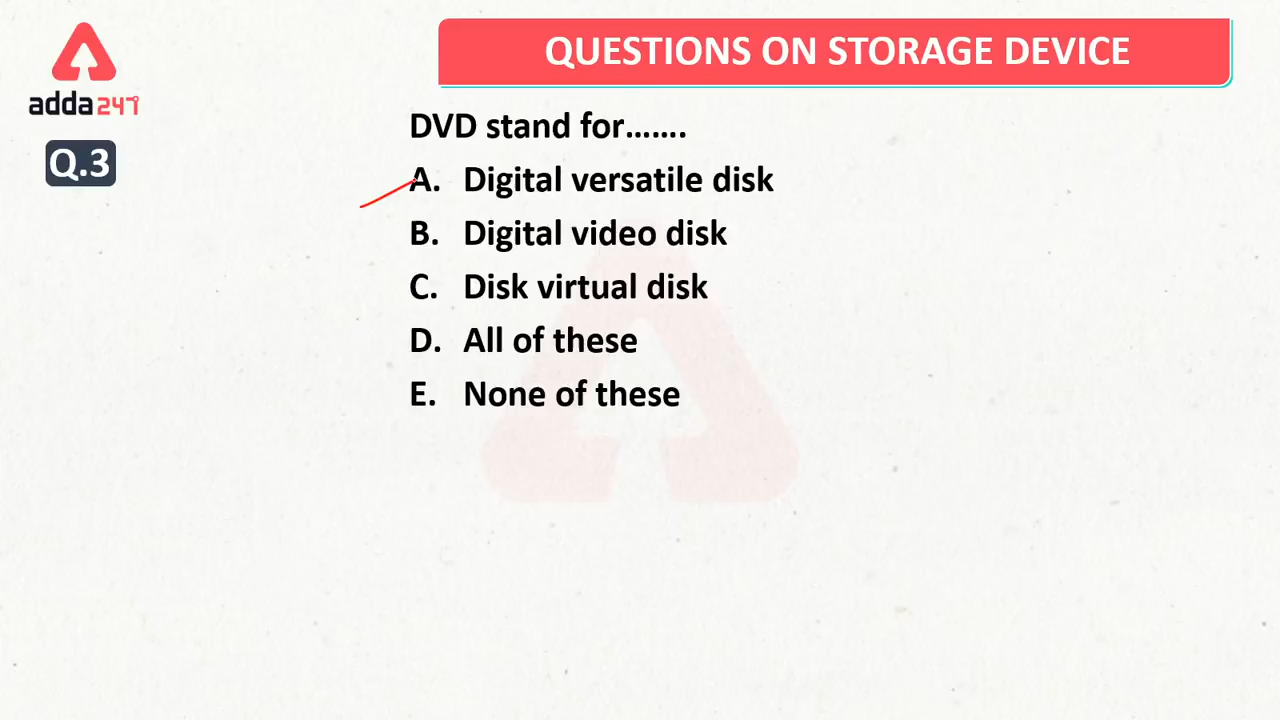 QUESTIONS ON STORAGE DEVICE
adda247
Q.3
DVD stand for.......
A. Digital versatile disk
B. Digital video disk
C. Disk virtual disk
D. All of these
E. None of these